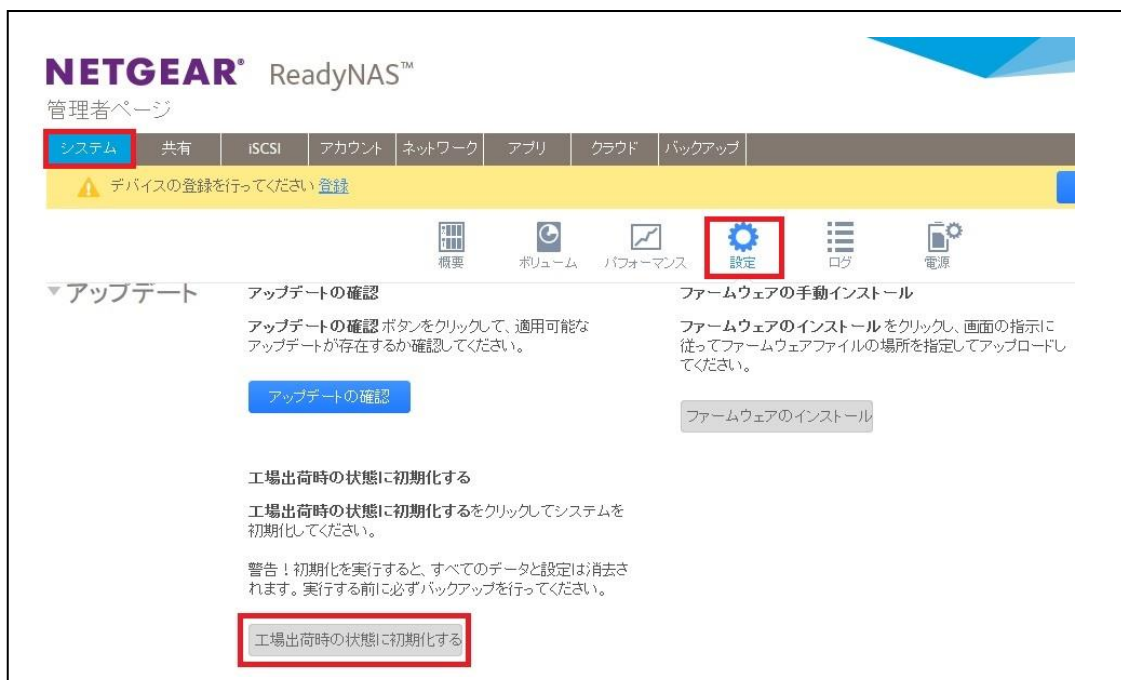 NETGEAR® ReadyNAS™
管理者ページ
システム 共有 iSCSI アカウント ネットワーク アプリ クラウド バックアップ
デバイスの登録を行ってください 登録
概要 ボリューム パフォーマンス 設定 ログ 電源
アップデート
アップデートの確認
アップデートの確認 ボタンをクリックして、適用可能な
アップデートが存在するか確認してください。
アップデートの確認
ファームウェアの手動インストール
ファームウェアのインストール をクリックし、画面の指示に
従ってファームウェアファイルの場所を指定してアップロードし
てください。
ファームウェアのインストール
工場出荷時の状態に初期化する
工場出荷時の状態に初期化するをクリックしてシステムを
初期化してください。
警告！初期化を実行すると、すべてのデータと設定は消去さ
れます。実行する前に必ずバックアップを行ってください。
工場出荷時の状態に初期化する